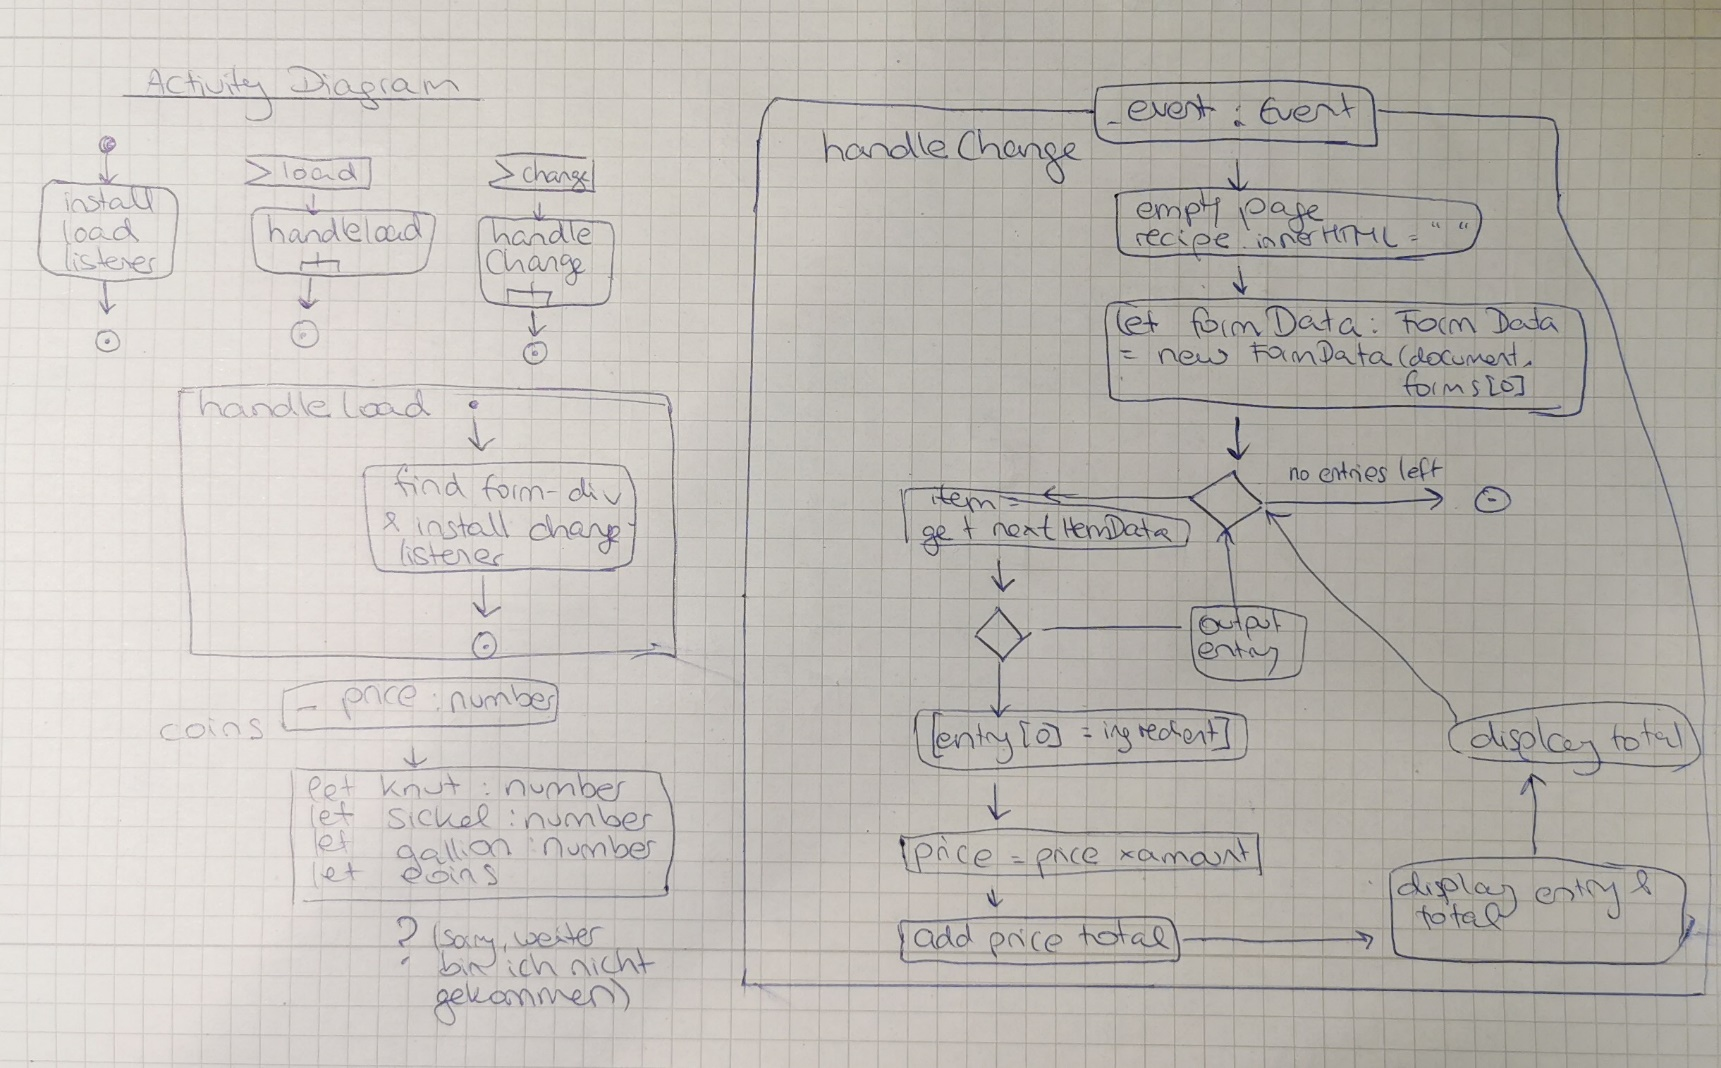 Activity Diagram
install
load
listener
load
handleload
change
handle
Change
handleload
find form-div
& install change
listener
coins
_ price : number
let knut : number
let sickel : number
let gallion : number
let coins
? (sorry, weiter
bin ich nicht
gekommen)
handleChange
_event : Event
empty page
recipe.innerHTML = " "
let formData : FormData
= new FormData(document.
forms[0]
no entries left
item =
get nextItemData
output
entry
[entry[0] = ingredient]
price = price x amount
add price total
display entry &
total
display total